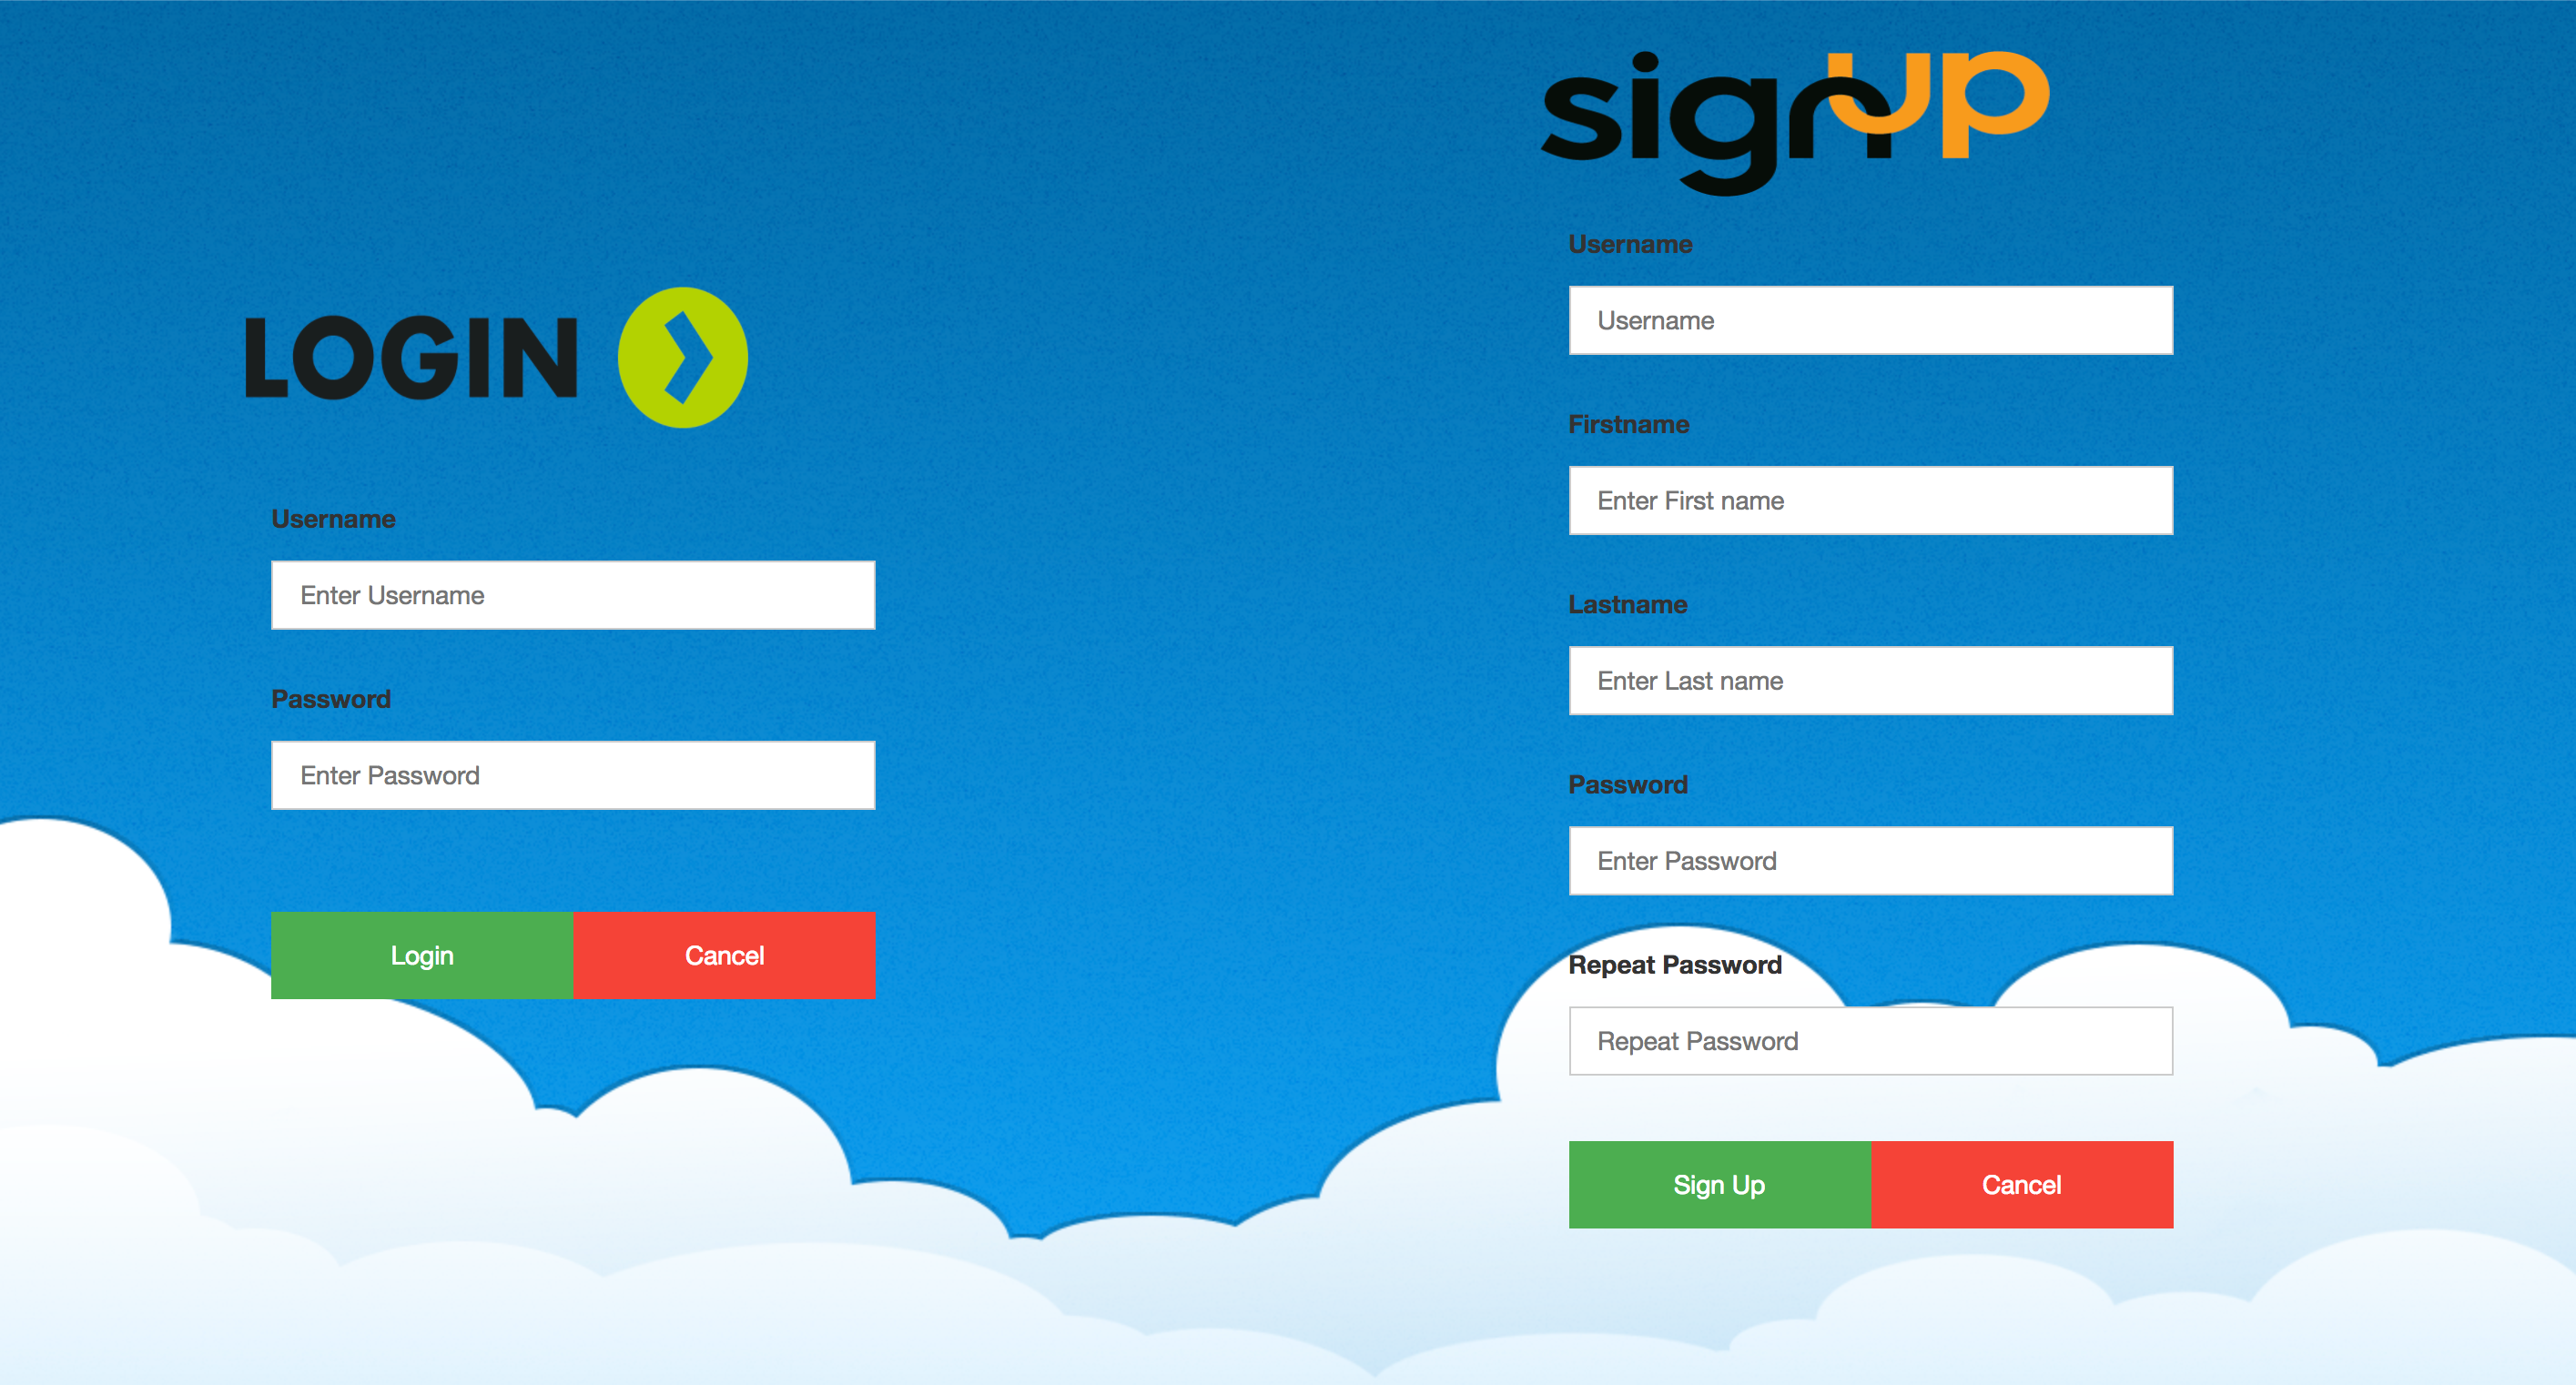 LOGIN
Username
Enter Username
Password
Enter Password
Login
Cancel
signup
Username
Username
Firstname
Enter First name
Lastname
Enter Last name
Password
Enter Password
Repeat Password
Repeat Password
Sign Up
Cancel